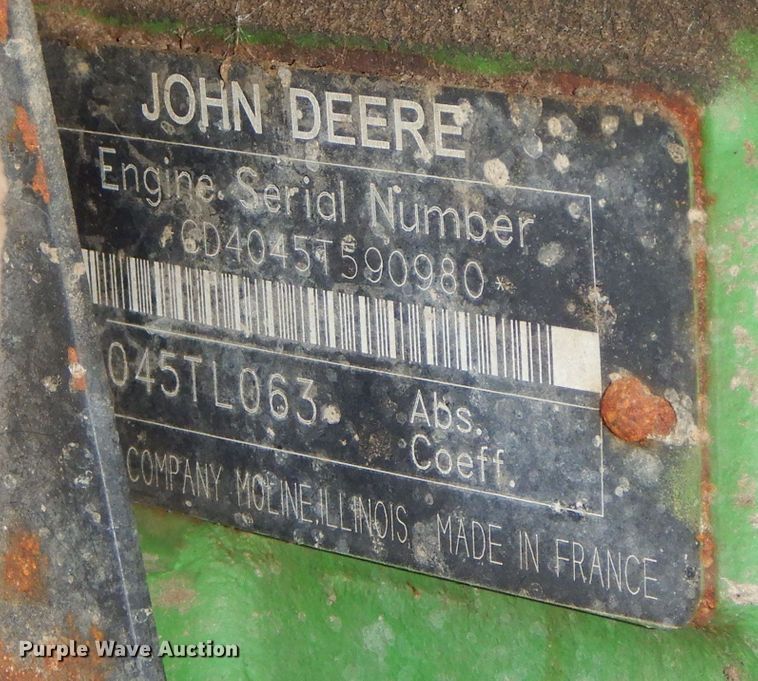 JOHN DEERE
Engine Serial Number
CD4045T590980*
045TL063
Abs.
Coeff.
COMPANY MOLINE, ILLINOIS MADE IN FRANCE
Purple Wave Auction